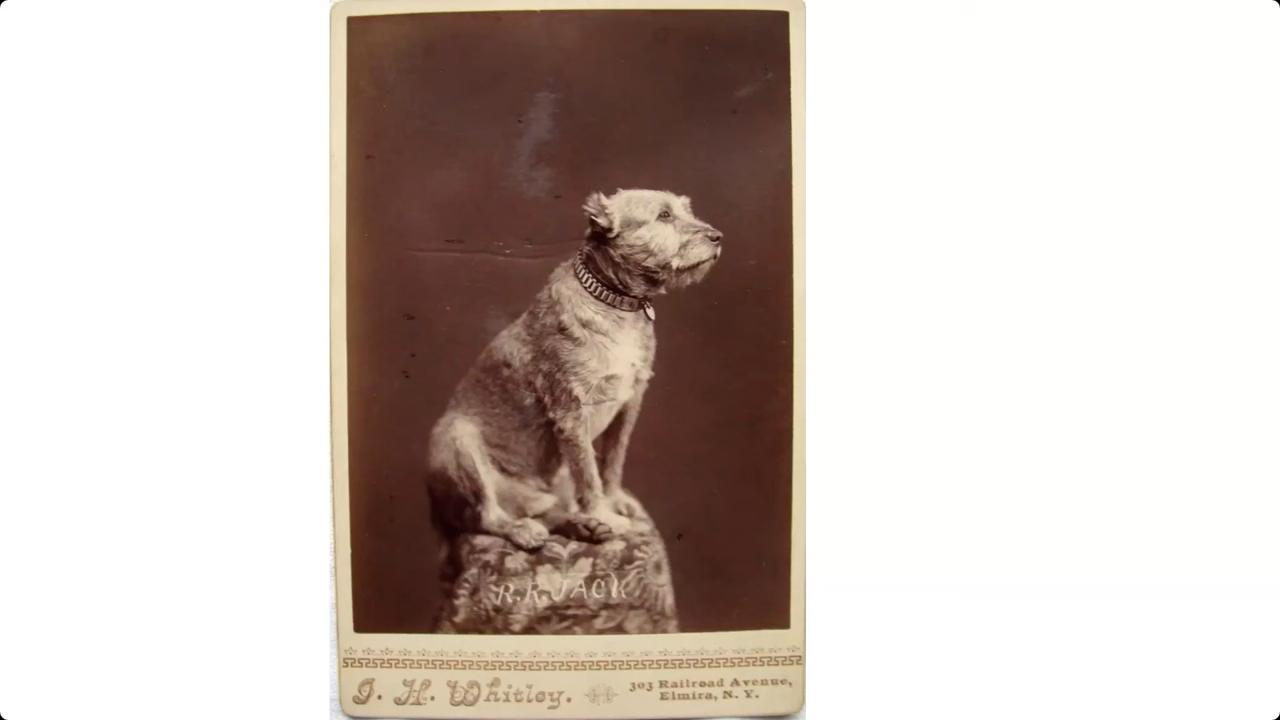 R.R. JACK
J. H. Whitley.
303 Railroad Avenue,
Elmira, N. Y.